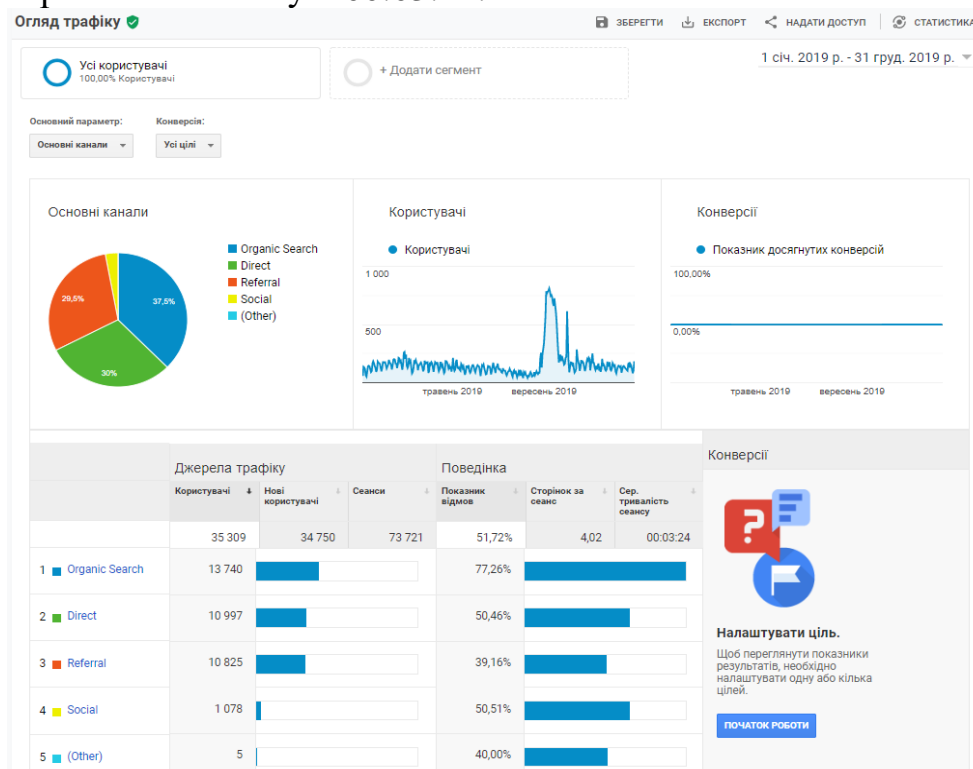 Огляд трафіку
ЗБЕРЕГТИ
ЕКСПОРТ
НАДАТИ ДОСТУП
СТАТИСТИКА
Усі користувачі
100,00% Користувачі
+ Додати сегмент
1 січ. 2019 р. - 31 груд. 2019 р.
Основний параметр:
Конверсія:
Основні канали
Усі цілі
Основні канали
Organic Search
Direct
Referral
Social
(Other)
29,5%
37,5%
30%
Користувачі
Користувачі
1 000
500
травень 2019
вересень 2019
Конверсії
Показник досягнутих конверсій
100,00%
0,00%
травень 2019
вересень 2019
Джерела трафіку
Поведінка
Конверсії
Користувачі
Нові користувачі
Сеанси
Показник відмов
Сторінок за сеанс
Сер. тривалість сеансу
35 309
34 750
73 721
51,72%
4,02
00:03:24
1 Organic Search 13 740 77,26%
2 Direct 10 997 50,46%
3 Referral 10 825 39,16%
4 Social 1 078 50,51%
5 (Other) 5 40,00%
Налаштувати ціль.
Щоб переглянути показники
результатів, необхідно
налаштувати одну або кілька
цілей.
ПОЧАТОК РОБОТИ